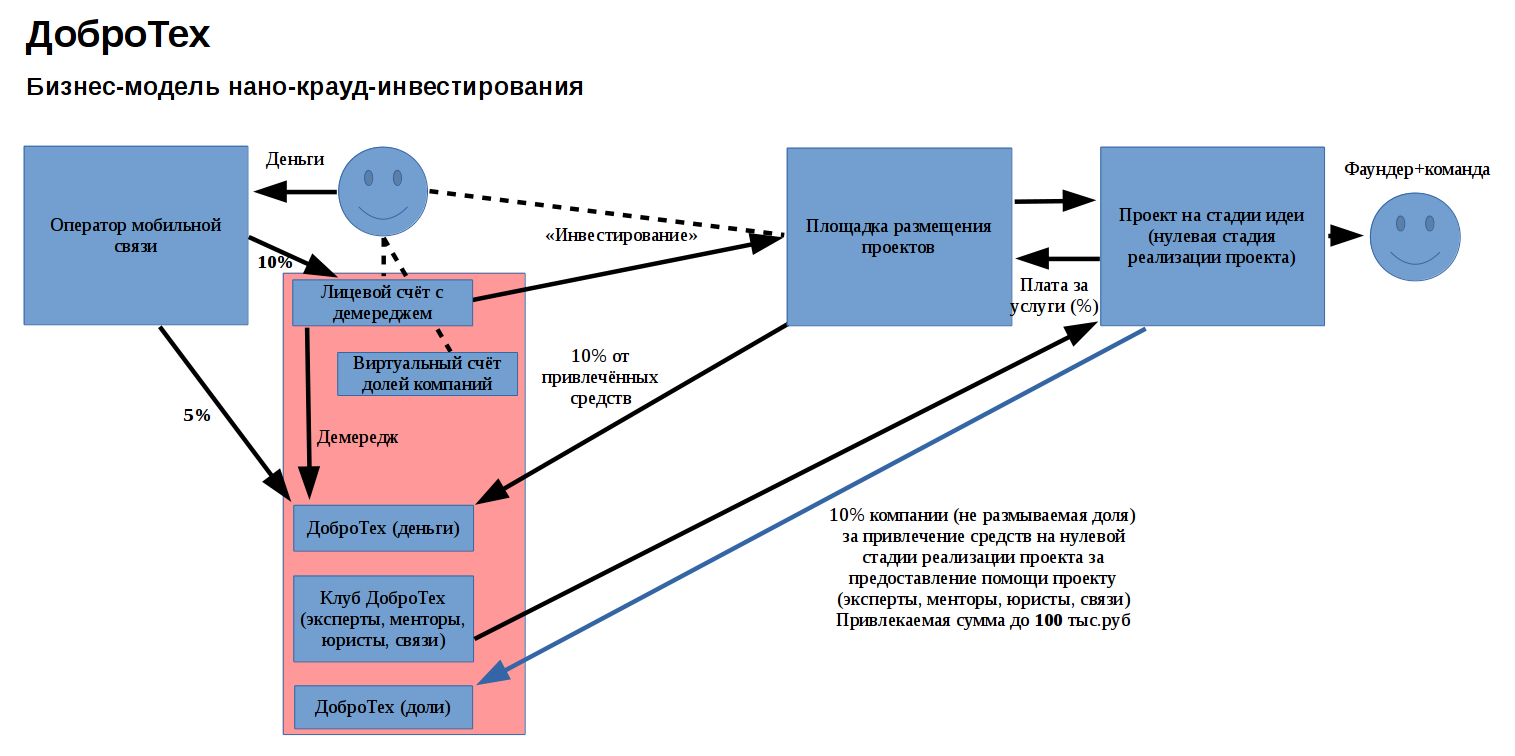 ДоброТех
Бизнес-модель нано-крауд-инвестирования
Деньги
Фаундер+команда
Оператор мобильной
связи
Площадка размещения
проектов
Проект на стадии идеи
(нулевая стадия
реализации проекта)
«Инвестирование»
10%
Лицевой счёт с
демереджем
Плата за
услуги (%)
Виртуальный счёт
долей компаний
10% от
привлечённых
средств
5%
Демередж
ДоброТех (деньги)
10% компании (не размываемая доля)
за привлечение средств на нулевой
стадии реализации проекта за
предоставление помощи проекту
(эксперты, менторы, юристы, связи)
Привлекаемая сумма до 100 тыс.руб
Клуб ДоброТех
(эксперты, менторы,
юристы, связи)
ДоброТех (доли)